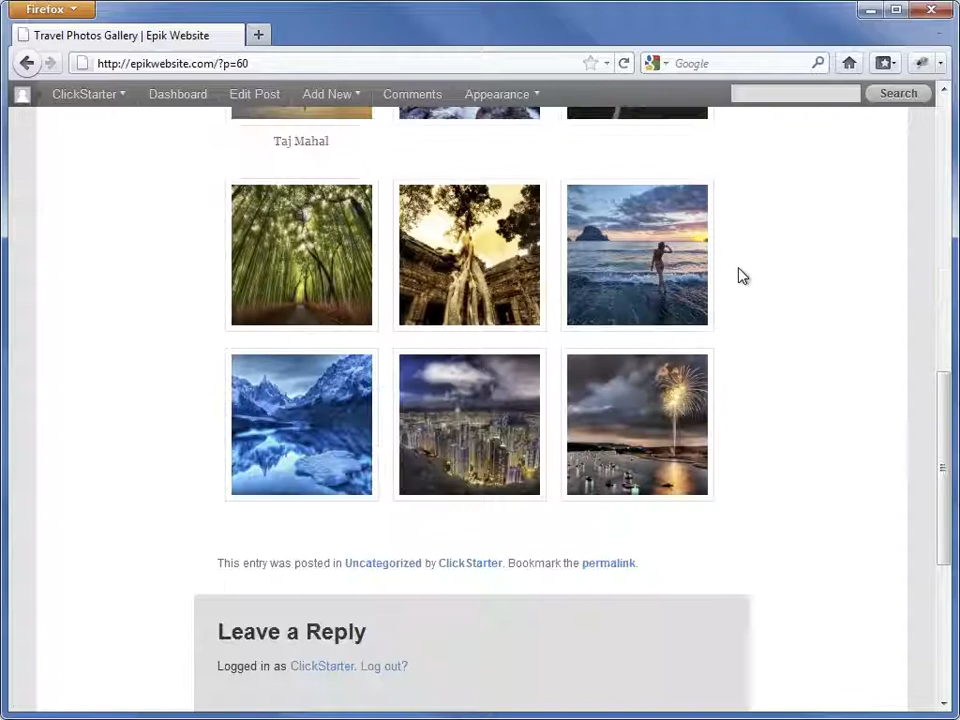 Firefox
Travel Photos Gallery | Epik Website
http://epikwebsite.com/?p=60
Google
ClickStarter Dashboard Edit Post Add New Comments Appearance Search
Taj Mahal
This entry was posted in Uncategorized by ClickStarter. Bookmark the permalink.
Leave a Reply
Logged in as ClickStarter. Log out?